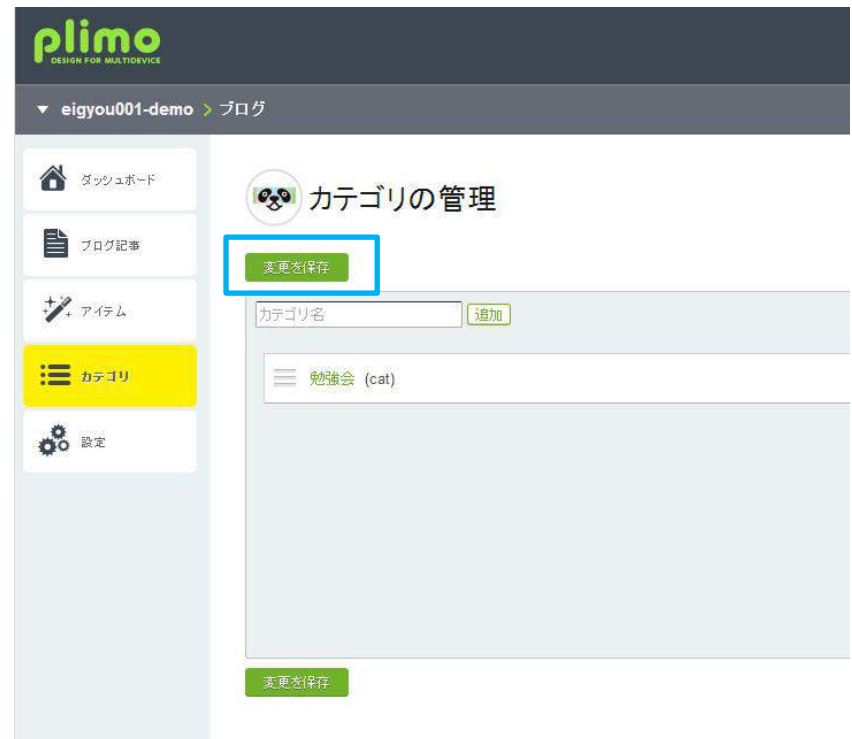 plimo
DESIGN FOR MULTIDEVICE
▼ eigyou001-demo > ブログ
ダッシュボード
カテゴリの管理
ブログ記事
変更を保存
アイテム
カテゴリ名 追加
カテゴリ
勉強会 (cat)
設定
変更を保存